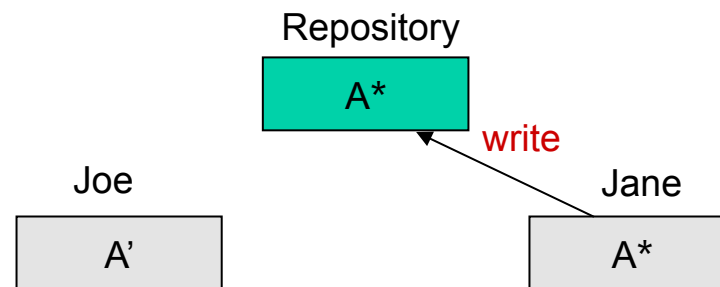 Repository
A*
write
Joe
Jane
A’
A*